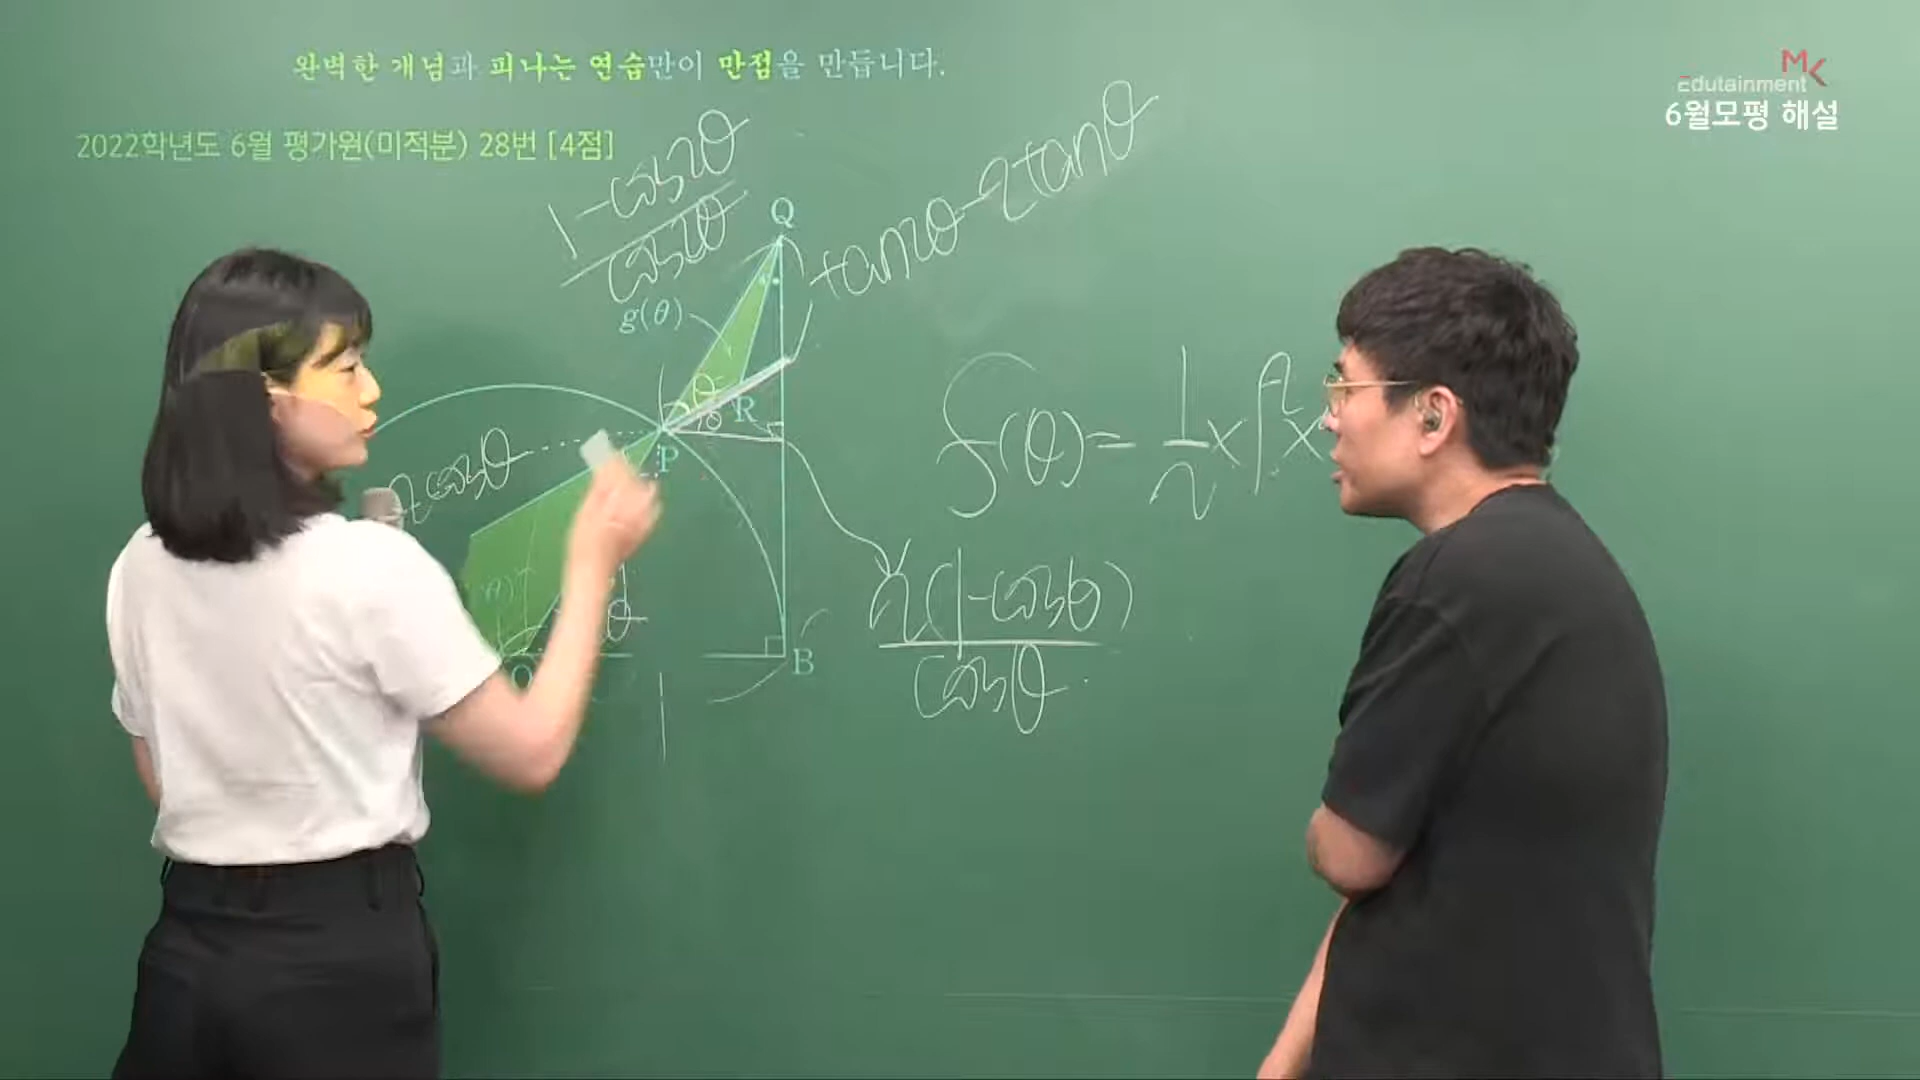 완벽한 개념과 피나는 연습만이 만점을 만듭니다.
MK
Edutainment
6월모평 해설
2022학년도 6월 평가원(미적분) 28번 [4점]
1-cos2θ
cos2θ
tan2θ-2tanθ
Q
g(θ)
θ
R
P
2cosθ
f(θ)= 1/2 ×
(1-cosθ)
cosθ
θ
O
B
1